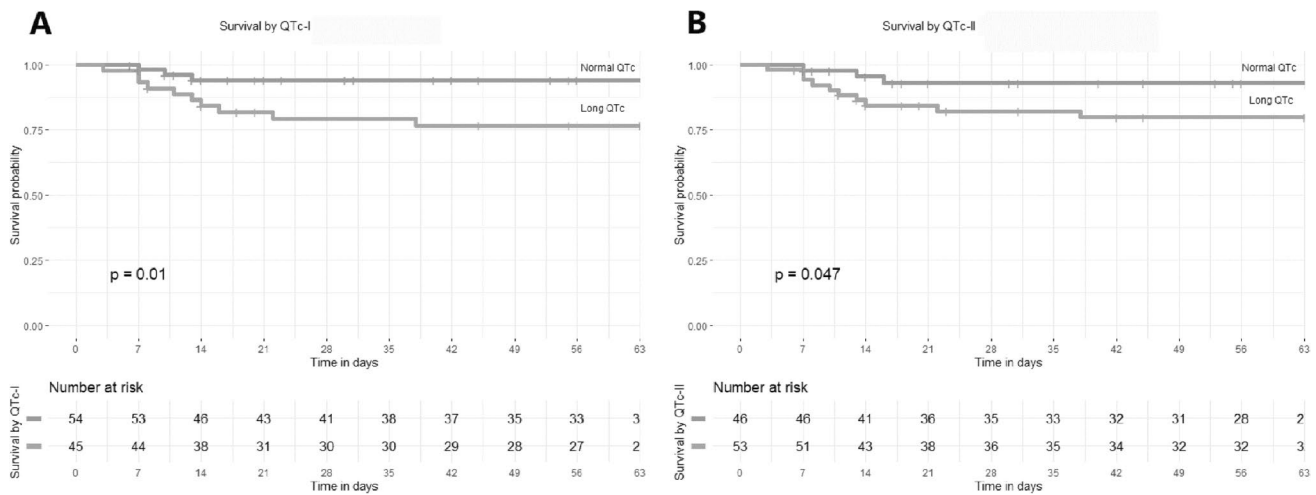 A
Survival by QTc-I
Survival probability
1.00
0.75
0.50
0.25
0.00
Normal QTc
Long QTc
p = 0.01
0 7 14 21 28 35 42 49 56 63
Time in days
Number at risk
Survival by QTc-I
54 53 46 43 41 38 37 35 33 3
45 44 38 31 30 30 29 28 27 2
0 7 14 21 28 35 42 49 56 63
Time in days
B
Survival by QTc-II
Survival probability
1.00
0.75
0.50
0.25
0.00
Normal QTc
Long QTc
p = 0.047
0 7 14 21 28 35 42 49 56 63
Time in days
Number at risk
Survival by QTc-II
46 46 41 36 35 33 32 31 28 2
53 51 43 38 36 35 34 32 32 3
0 7 14 21 28 35 42 49 56 63
Time in days